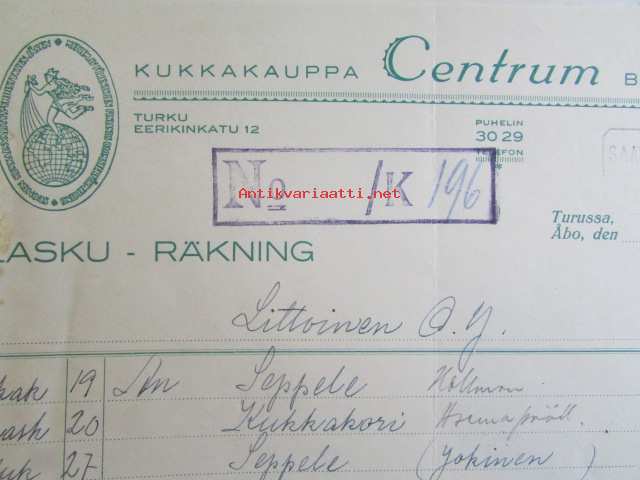 KUKKAKAUPPA Centrum B
TURKU
EERIKINKATU 12
PUHELIN
30 29
TELEFON
No /K 196
Antikvariaatti.net
Turussa,
Åbo, den
LASKU - RÄKNING
Littoinen O.Y.
19 Seppele
20 Kukkakori
27 Seppele (Jokinen)